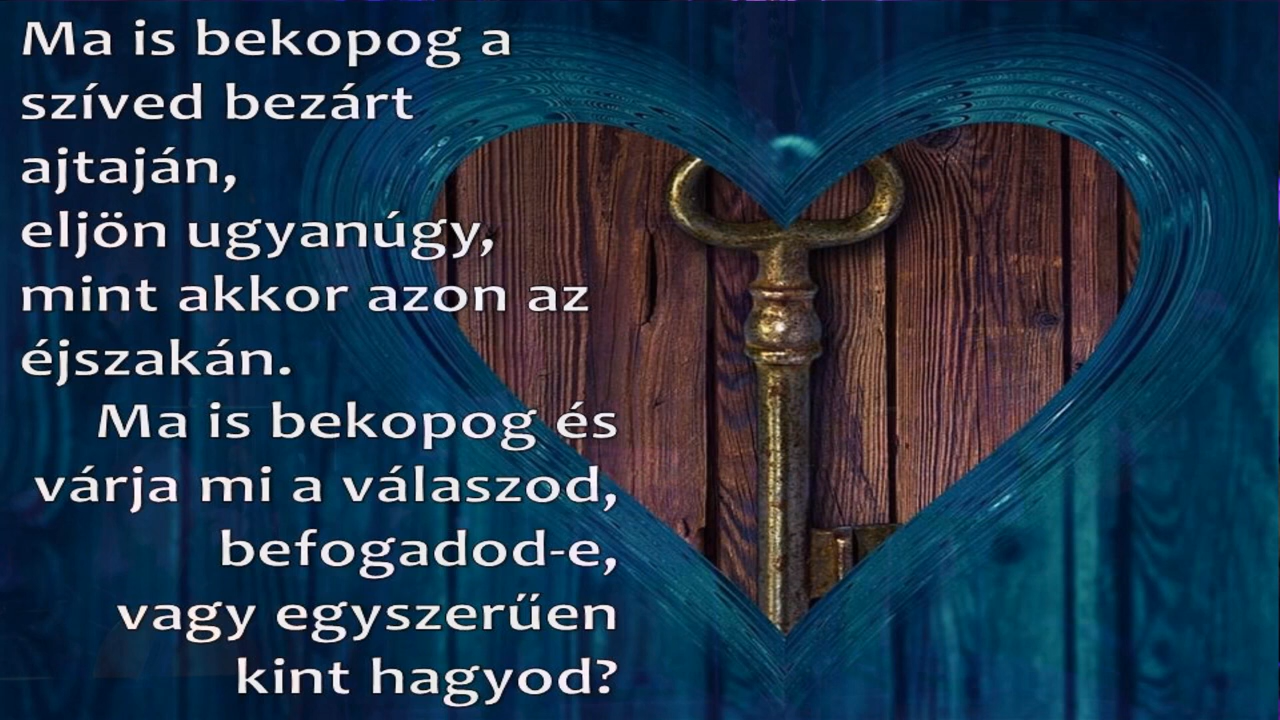 Ma is bekopog a
szíved bezárt
ajtaján,
eljön ugyanúgy,
mint akkor azon az
éjszakán.
Ma is bekopog és
várja mi a válaszod,
befogadod-e,
vagy egyszerűen
kint hagyod?